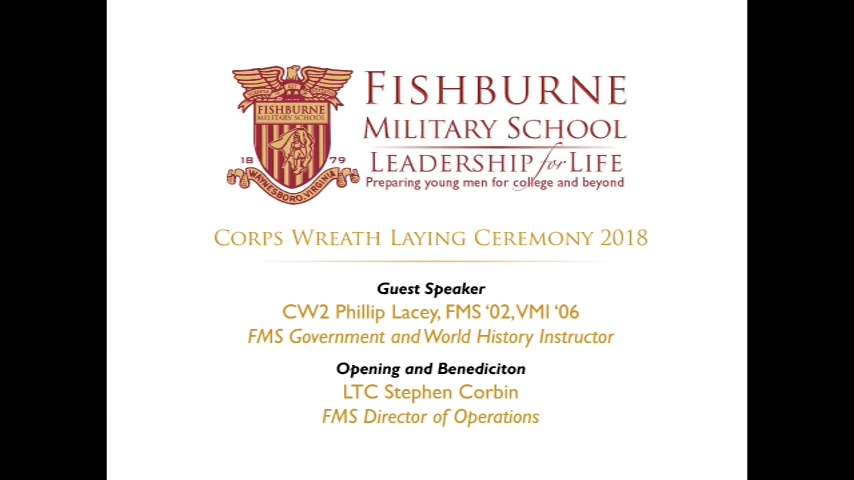 FISHBURNE
MILITARY SCHOOL
18 79
WAYNESBORO, VIRGINIA
FISHBURNE
MILITARY SCHOOL
LEADERSHIP for LIFE
Preparing young men for college and beyond
CORPS WREATH LAYING CEREMONY 2018
Guest Speaker
CW2 Phillip Lacey, FMS ‘02, VMI ‘06
FMS Government and World History Instructor
Opening and Benediciton
LTC Stephen Corbin
FMS Director of Operations